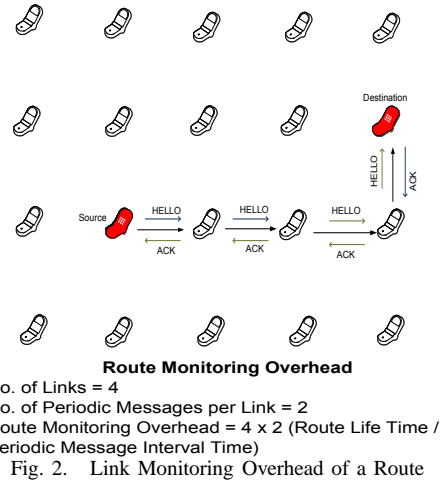 Destination
HELLO
ACK
Source
HELLO
HELLO
HELLO
ACK
ACK
ACK
Route Monitoring Overhead
o. of Links = 4
o. of Periodic Messages per Link = 2
oute Monitoring Overhead = 4 x 2 (Route Life Time /
eriodic Message Interval Time)
Fig. 2. Link Monitoring Overhead of a Route